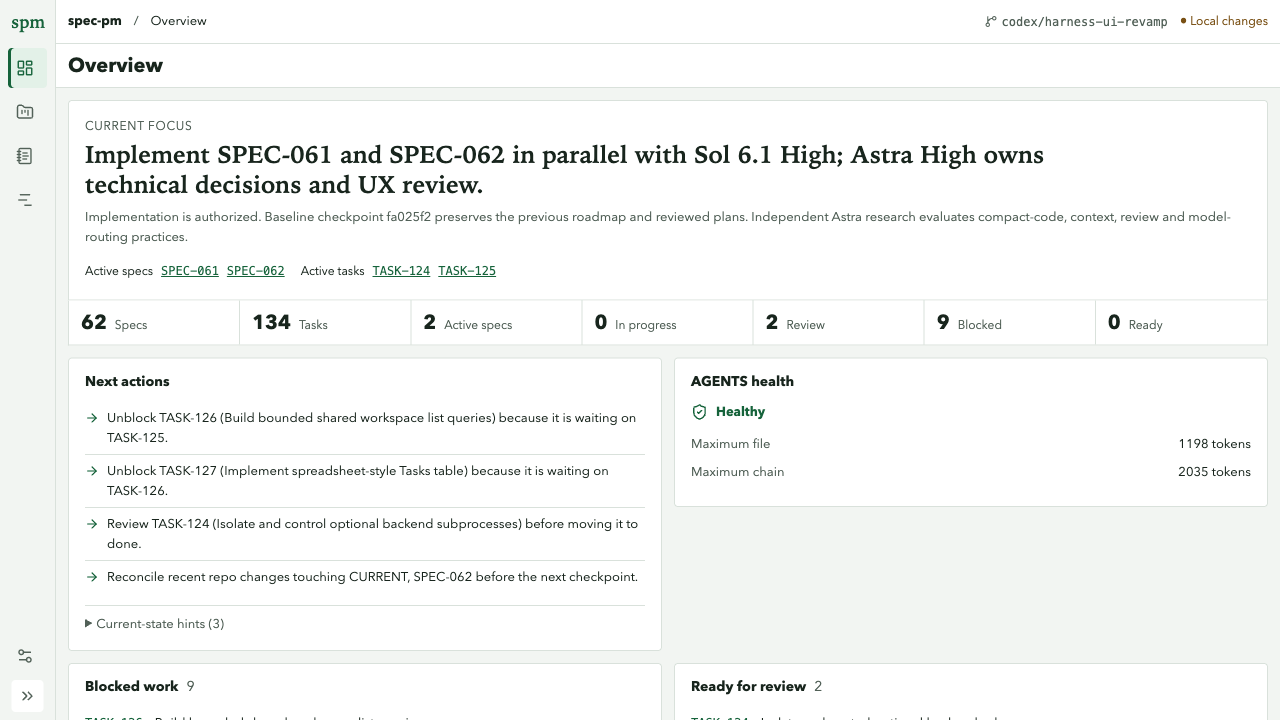 spm
spec-pm / Overview
codex/harness-ui-revamp
Local changes
Overview
CURRENT FOCUS
Implement SPEC-061 and SPEC-062 in parallel with Sol 6.1 High; Astra High owns
technical decisions and UX review.
Implementation is authorized. Baseline checkpoint fa025f2 preserves the previous roadmap and reviewed plans. Independent Astra research evaluates compact-code, context, review and model-
routing practices.
Active specs SPEC-061 SPEC-062 Active tasks TASK-124 TASK-125
62 Specs
134 Tasks
2 Active specs
0 In progress
2 Review
9 Blocked
0 Ready
Next actions
Unblock TASK-126 (Build bounded shared workspace list queries) because it is waiting on
TASK-125.
Unblock TASK-127 (Implement spreadsheet-style Tasks table) because it is waiting on
TASK-126.
Review TASK-124 (Isolate and control optional backend subprocesses) before moving it to
done.
Reconcile recent repo changes touching CURRENT, SPEC-062 before the next checkpoint.
Current-state hints (3)
AGENTS health
Healthy
Maximum file 1198 tokens
Maximum chain 2035 tokens
Blocked work 9
Ready for review 2